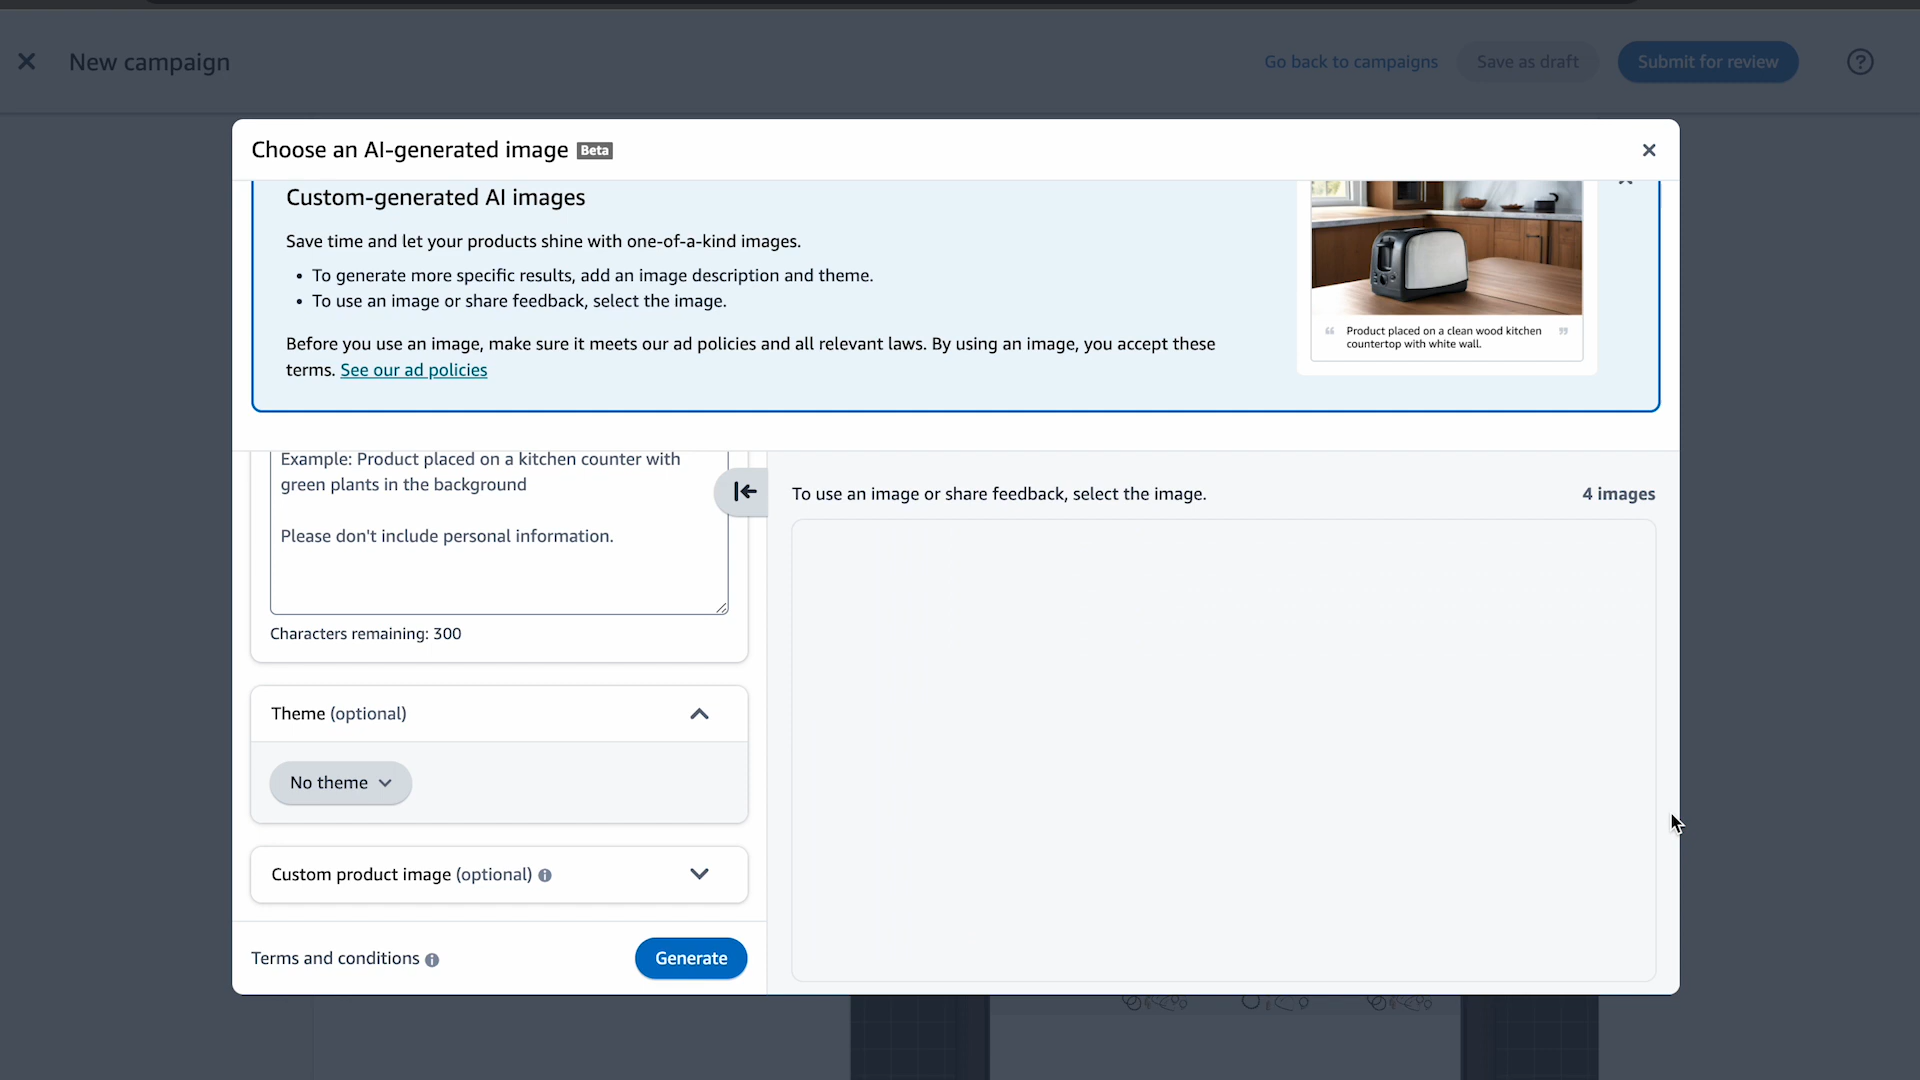 New campaign
Go back to campaigns
Save as draft
Submit for review
?
Choose an AI-generated image Beta
Custom-generated AI images
Save time and let your products shine with one-of-a-kind images.
• To generate more specific results, add an image description and theme.
• To use an image or share feedback, select the image.
Before you use an image, make sure it meets our ad policies and all relevant laws. By using an image, you accept these
terms. See our ad policies
“ Product placed on a clean wood kitchen ”
countertop with white wall.
Example: Product placed on a kitchen counter with
green plants in the background
Please don't include personal information.
Characters remaining: 300
Theme (optional)
No theme
Custom product image (optional)
Terms and conditions
Generate
To use an image or share feedback, select the image.
4 images